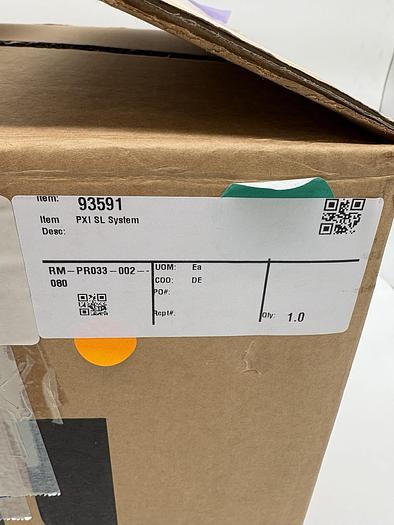 Item: 93591
Item PXI SL System
Desc:
RM-PR033-002--
080
UOM: Ea
COO: DE
PO#:
Rcpt#:
Qty: 1.0